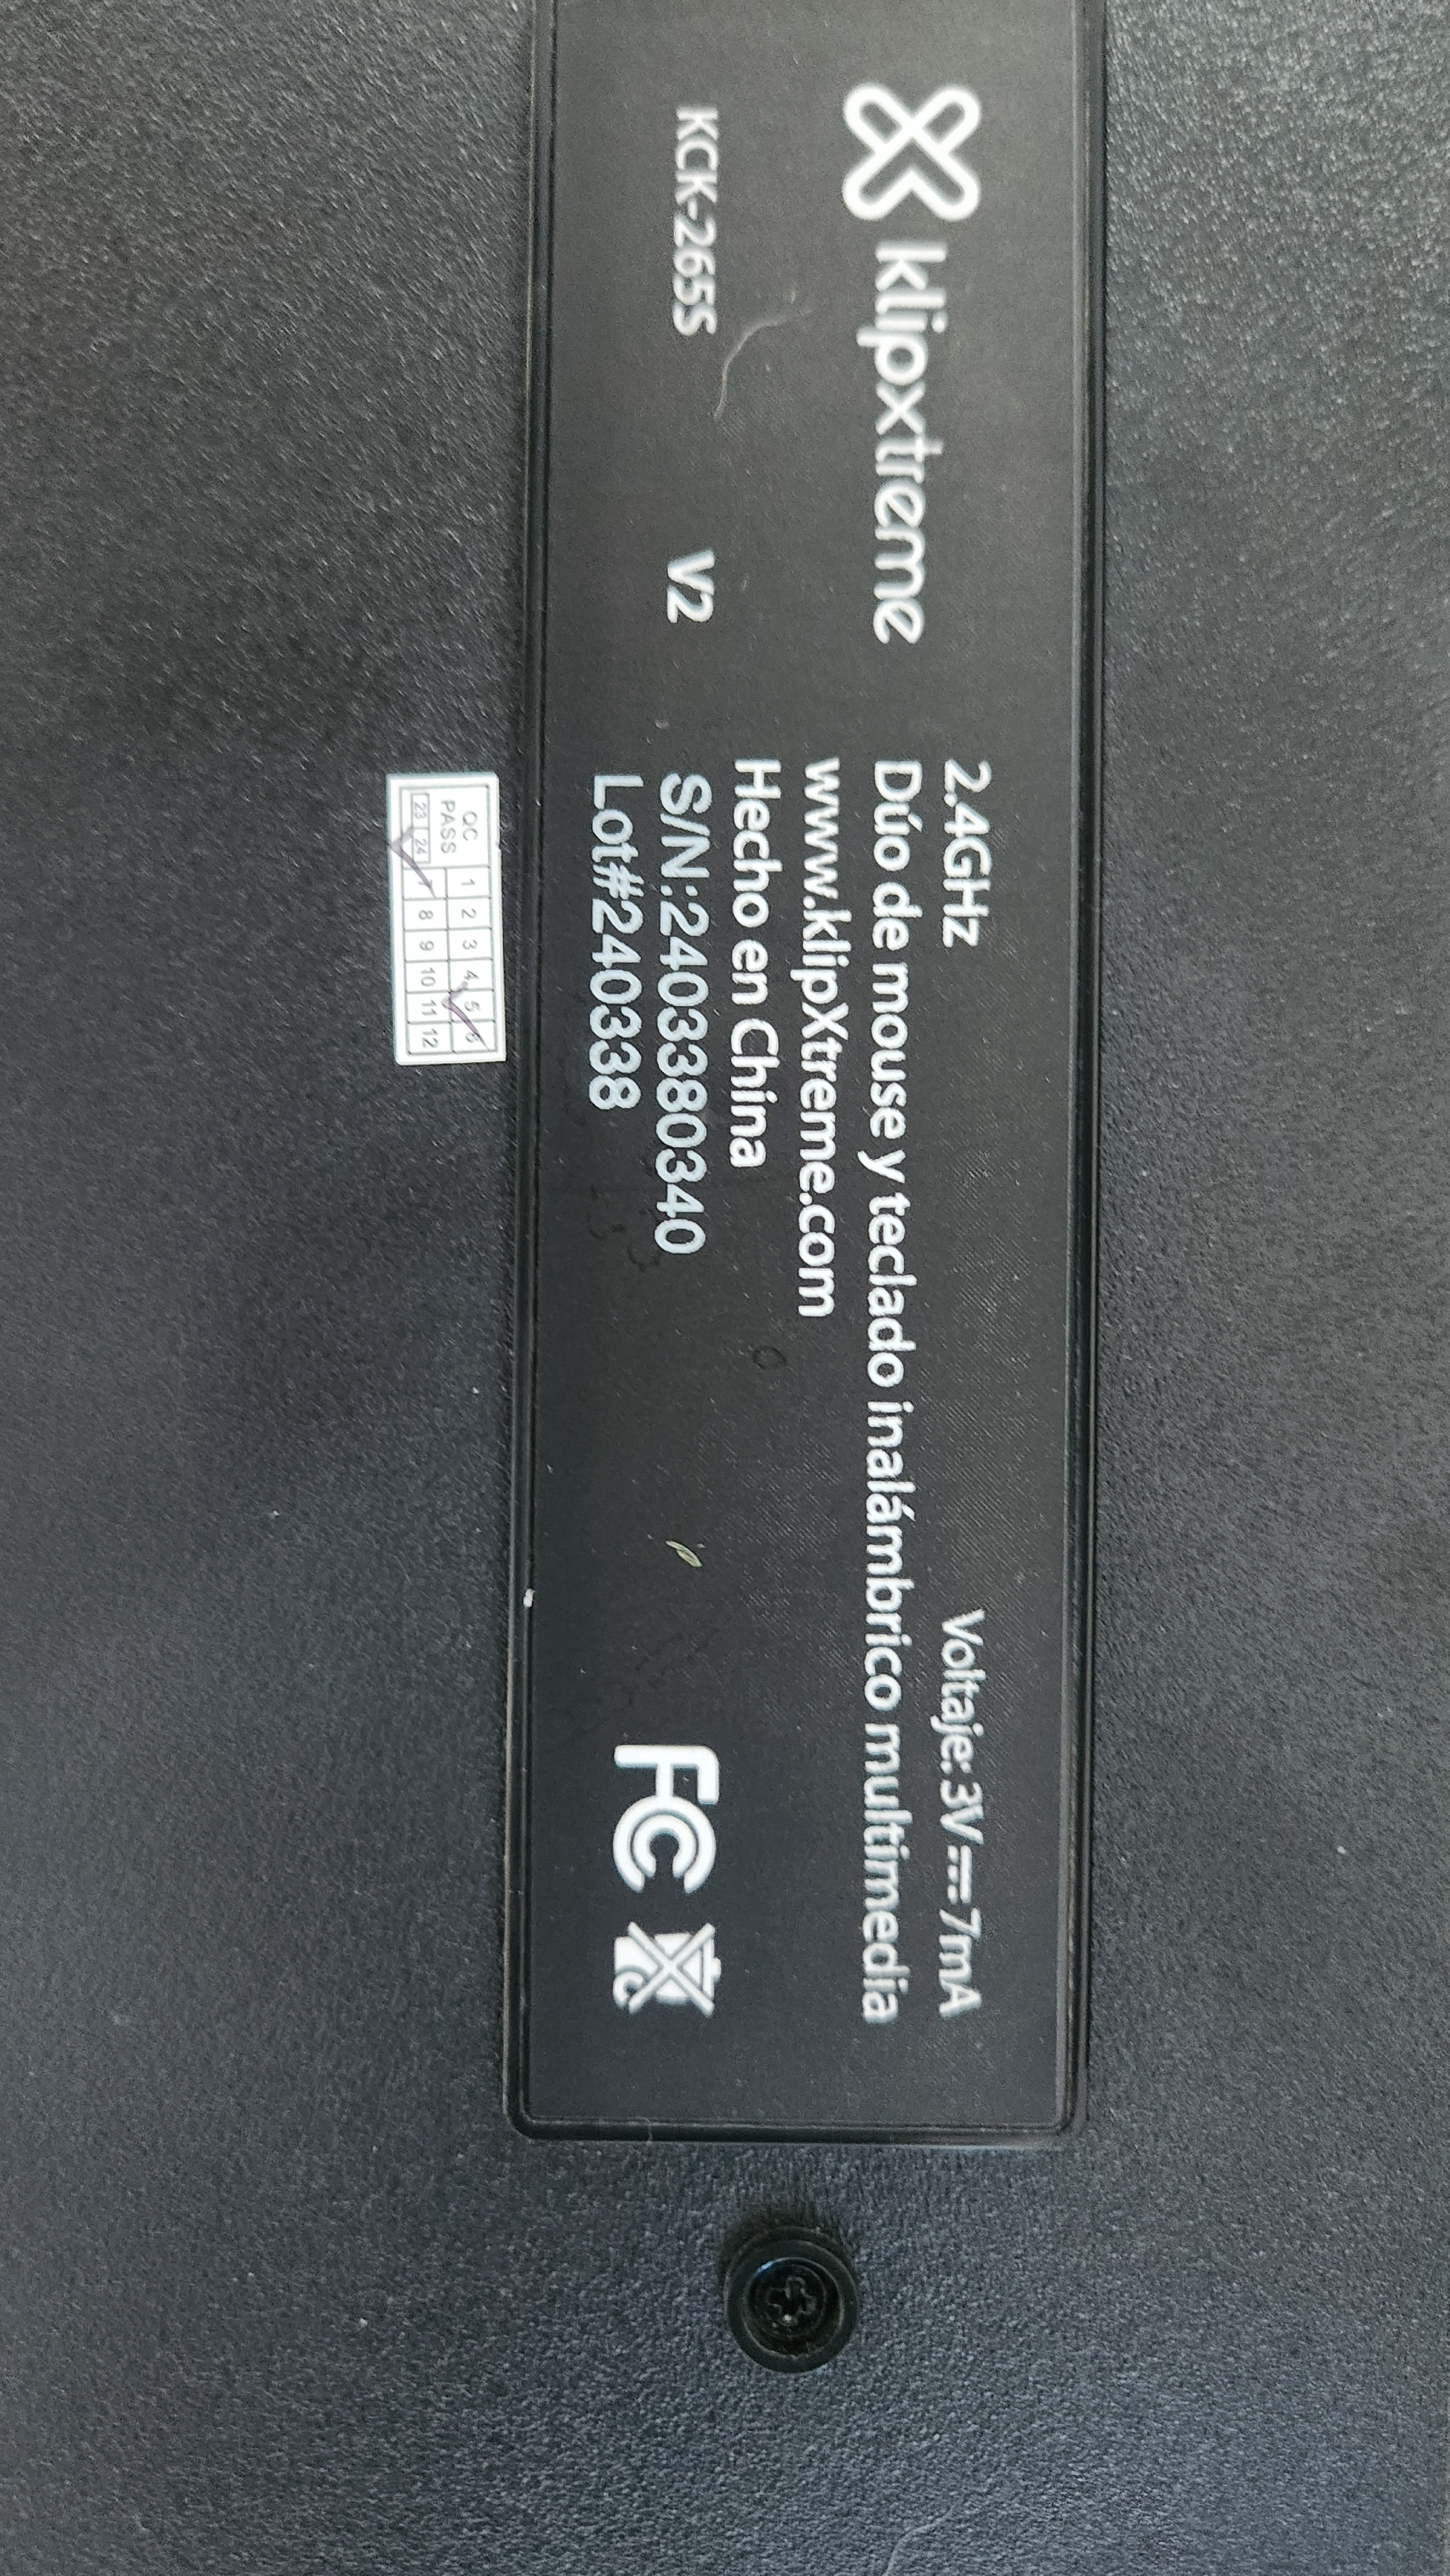 klipxtreme
KCK-265S V2
2.4GHz Voltaje: 3V⎓7mA
Dúo de mouse y teclado inalámbrico multimedia
www.klipXtreme.com
Hecho en China
S/N:2403380340
Lot#240338
FC
QC
PASS
23 24
1 2 3 4 5 6
7 8 9 10 11 12